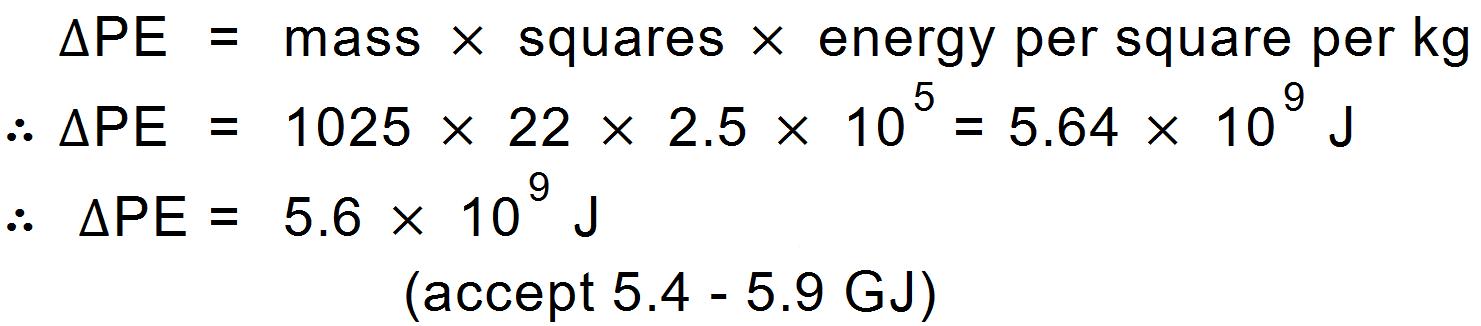 ΔPE = mass × squares × energy per square per kg
∴ ΔPE = 1025 × 22 × 2.5 × 10⁵ = 5.64 × 10⁹ J
∴ ΔPE = 5.6 × 10⁹ J
(accept 5.4 - 5.9 GJ)